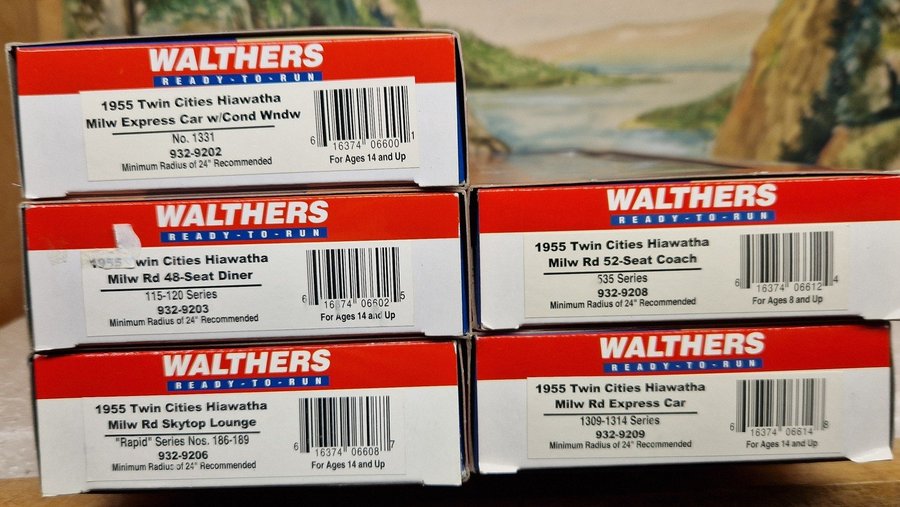 WALTHERS
READY-TO-RUN
1955 Twin Cities Hiawatha
Milw Express Car w/Cond Wndw
No. 1331
932-9202
Minimum Radius of 24" Recommended
6 16374 06600 1
For Ages 14 and Up
WALTHERS
READY-TO-RUN
1955 Twin Cities Hiawatha
Milw Rd 48-Seat Diner
115-120 Series
932-9203
Minimum Radius of 24" Recommended
6 16374 06602 5
For Ages 14 and Up
WALTHERS
READY-TO-RUN
1955 Twin Cities Hiawatha
Milw Rd Skytop Lounge
"Rapid" Series Nos. 186-189
932-9206
Minimum Radius of 24" Recommended
6 16374 06608 7
For Ages 14 and Up
WALTHERS
READY-TO-RUN
1955 Twin Cities Hiawatha
Milw Rd 52-Seat Coach
535 Series
932-9208
Minimum Radius of 24" Recommended
6 16374 06612 4
For Ages 8 and Up
WALTHERS
READY-TO-RUN
1955 Twin Cities Hiawatha
Milw Rd Express Car
1309-1314 Series
932-9209
Minimum Radius of 24" Recommended
6 16374 06614 8
For Ages 14 and Up